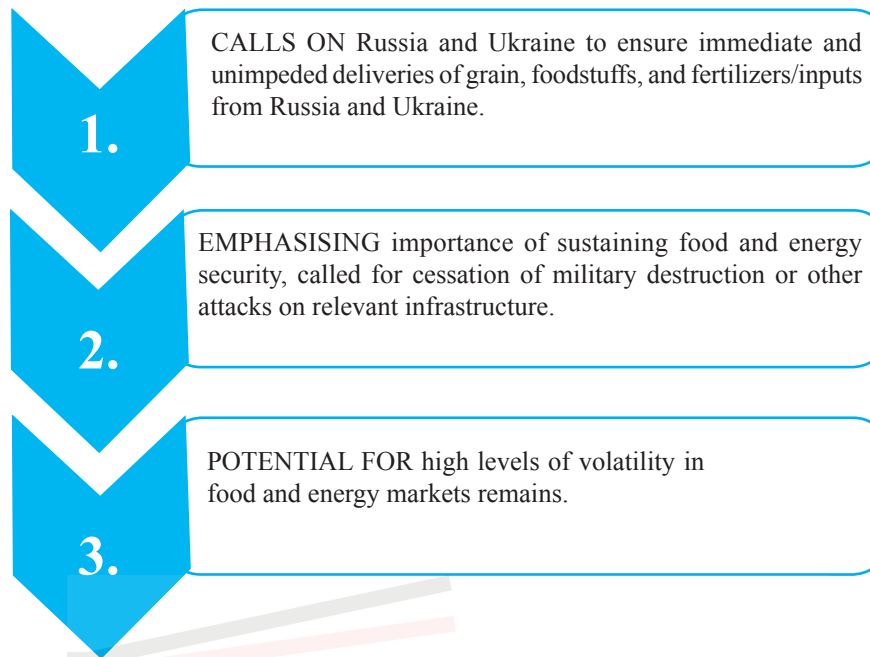 1.
CALLS ON Russia and Ukraine to ensure immediate and
unimpeded deliveries of grain, foodstuffs, and fertilizers/inputs
from Russia and Ukraine.
2.
EMPHASISING importance of sustaining food and energy
security, called for cessation of military destruction or other
attacks on relevant infrastructure.
3.
POTENTIAL FOR high levels of volatility in
food and energy markets remains.